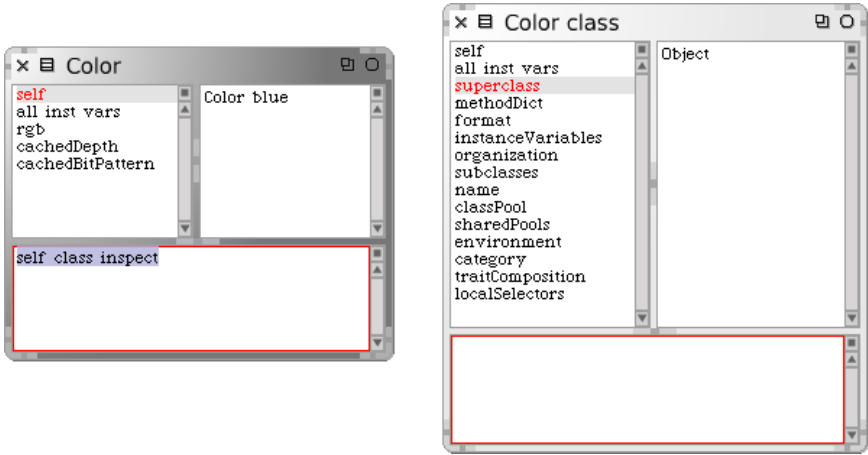 Color
self
all inst vars
rgb
cachedDepth
cachedBitPattern
Color blue
self class inspect
Color class
self
all inst vars
superclass
methodDict
format
instanceVariables
organization
subclasses
name
classPool
sharedPools
environment
category
traitComposition
localSelectors
Object